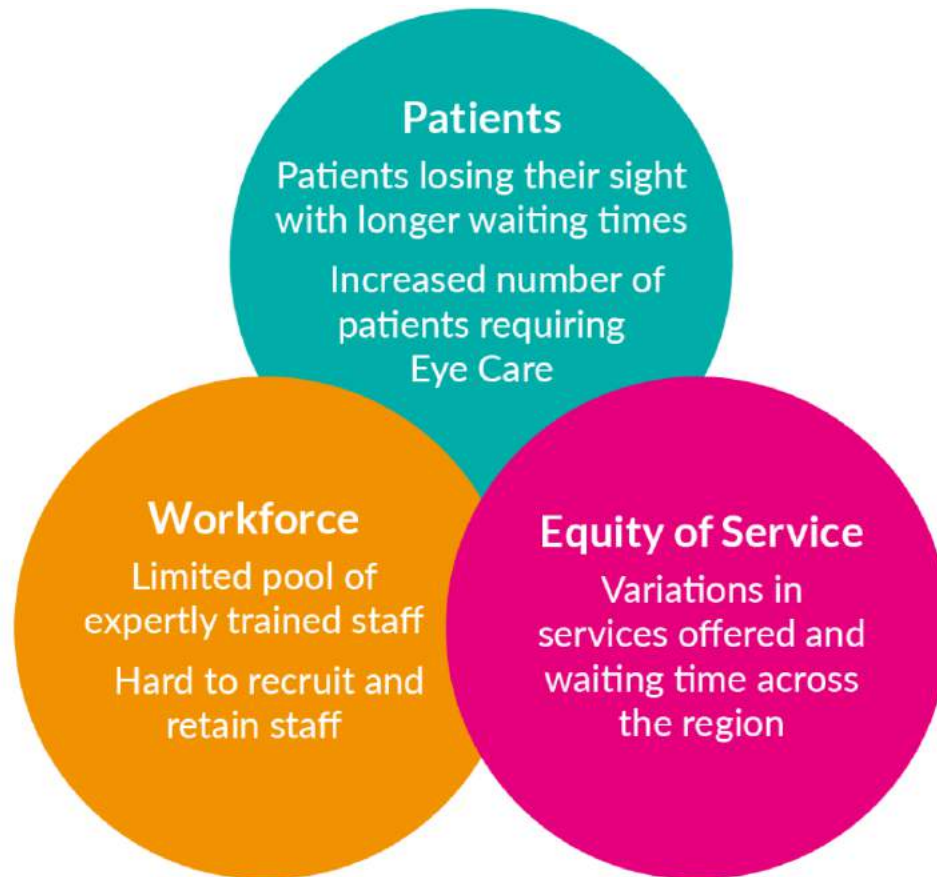 Patients
Patients losing their sight
with longer waiting times
Increased number of
patients requiring
Eye Care
Workforce
Limited pool of
expertly trained staff
Hard to recruit and
retain staff
Equity of Service
Variations in
services offered and
waiting time across
the region